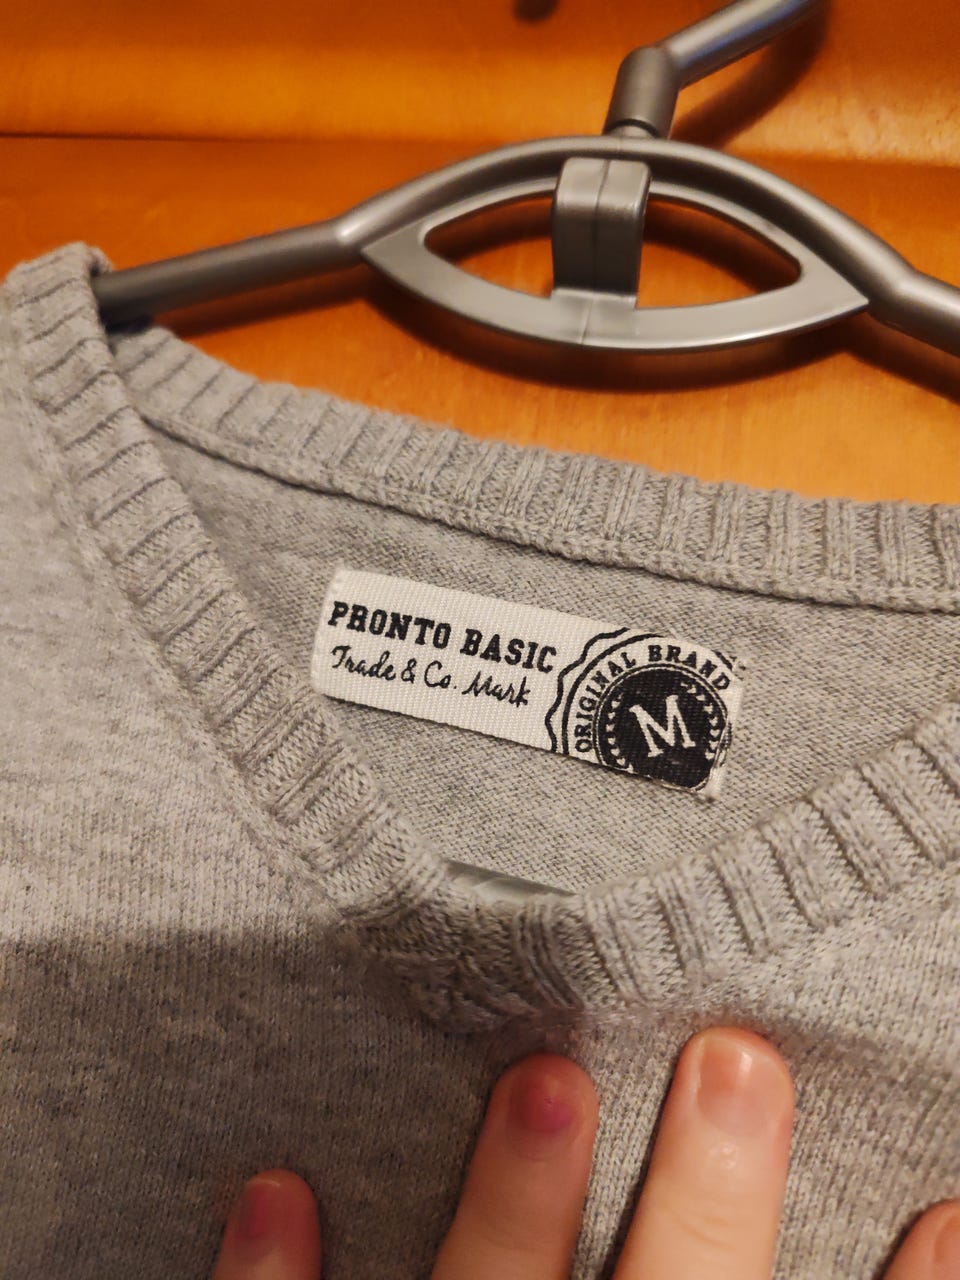 PRONTO BASIC
Trade & Co. Mark
ORIGINAL BRAND
M